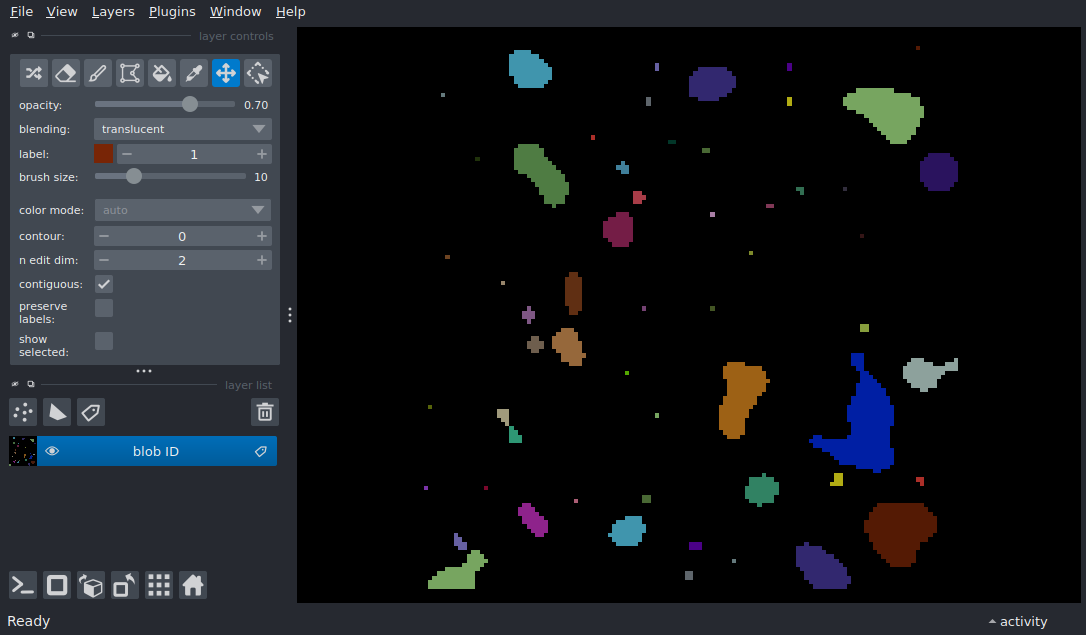 File View Layers Plugins Window Help
layer controls
opacity: 0.70
blending: translucent
label: 1
brush size: 10
color mode: auto
contour: 0
n edit dim: 2
contiguous:
preserve
labels:
show
selected:
layer list
blob ID
Ready
activity